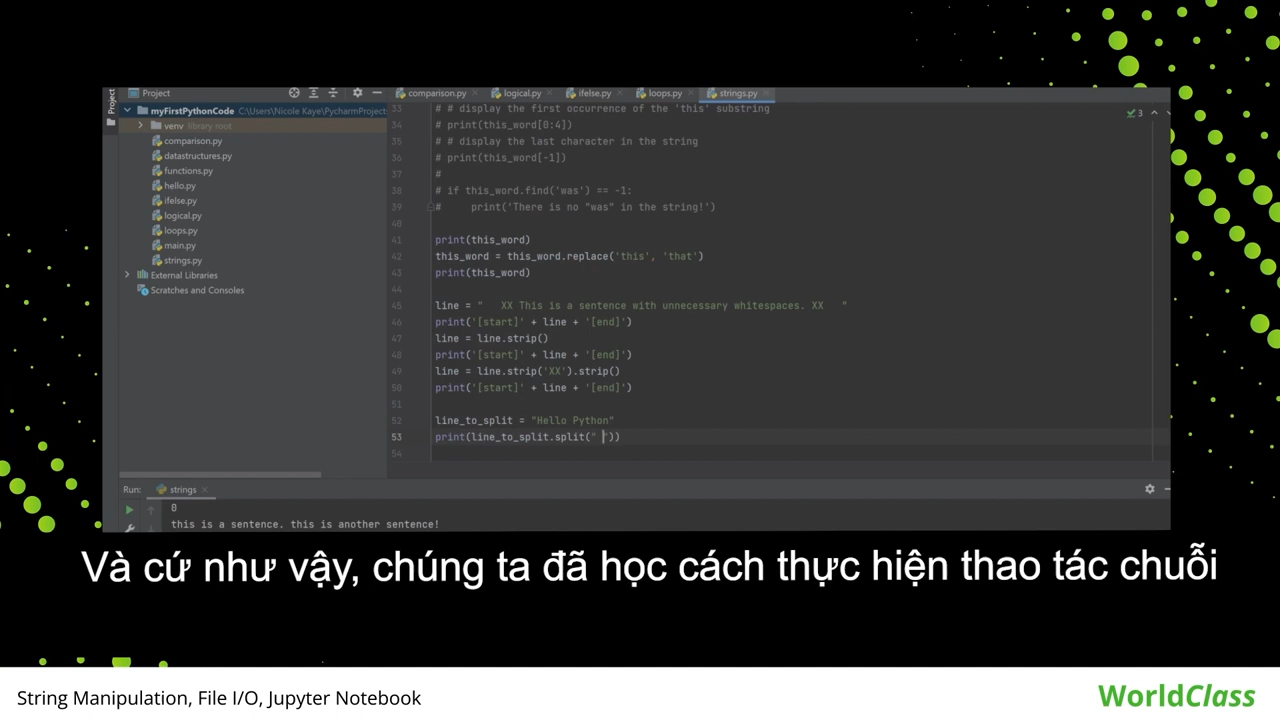 Project
Project
comparison.py
logical.py
ifelse.py
loops.py
strings.py
myFirstPythonCode C:\Users\Nicole Kaye\PycharmProjects
venv library root
comparison.py
datastructures.py
functions.py
hello.py
ifelse.py
logical.py
loops.py
main.py
strings.py
External Libraries
Scratches and Consoles
3
33 # # display the first occurrence of the 'this' substring
34 # print(this_word[0:4])
35 # # display the last character in the string
36 # print(this_word[-1])
37 #
38 # if this_word.find('was') == -1:
39 #     print('There is no "was" in the string!')
40
41 print(this_word)
42 this_word = this_word.replace('this', 'that')
43 print(this_word)
44
45 line = "   XX This is a sentence with unnecessary whitespaces. XX   "
46 print('[start]' + line + '[end]')
47 line = line.strip()
48 print('[start]' + line + '[end]')
49 line = line.strip('XX').strip()
50 print('[start]' + line + '[end]')
51
52 line_to_split = "Hello Python"
53 print(line_to_split.split(" "))
54
Run: strings
0
this is a sentence. this is another sentence!
Và cứ như vậy, chúng ta đã học cách thực hiện thao tác chuỗi
String Manipulation, File I/O, Jupyter Notebook
WorldClass